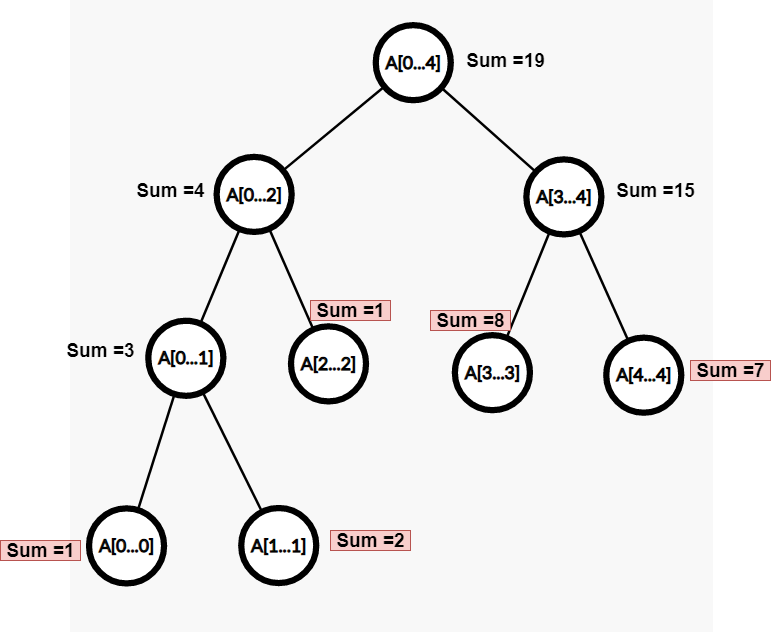 A[0...4] Sum =19
Sum =4 A[0...2]
A[3...4] Sum =15
Sum =3 A[0...1]
Sum =1
A[2...2]
Sum =8
A[3...3]
A[4...4] Sum =7
Sum =1 A[0...0]
A[1...1] Sum =2